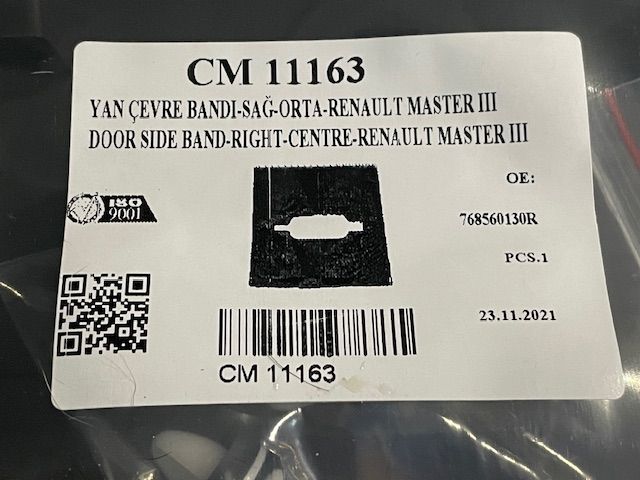 CM 11163
YAN ÇEVRE BANDI-SAĞ-ORTA-RENAULT MASTER III
DOOR SIDE BAND-RIGHT-CENTRE-RENAULT MASTER III
OE:
ISO
9001
768560130R
PCS.1
23.11.2021
CM 11163